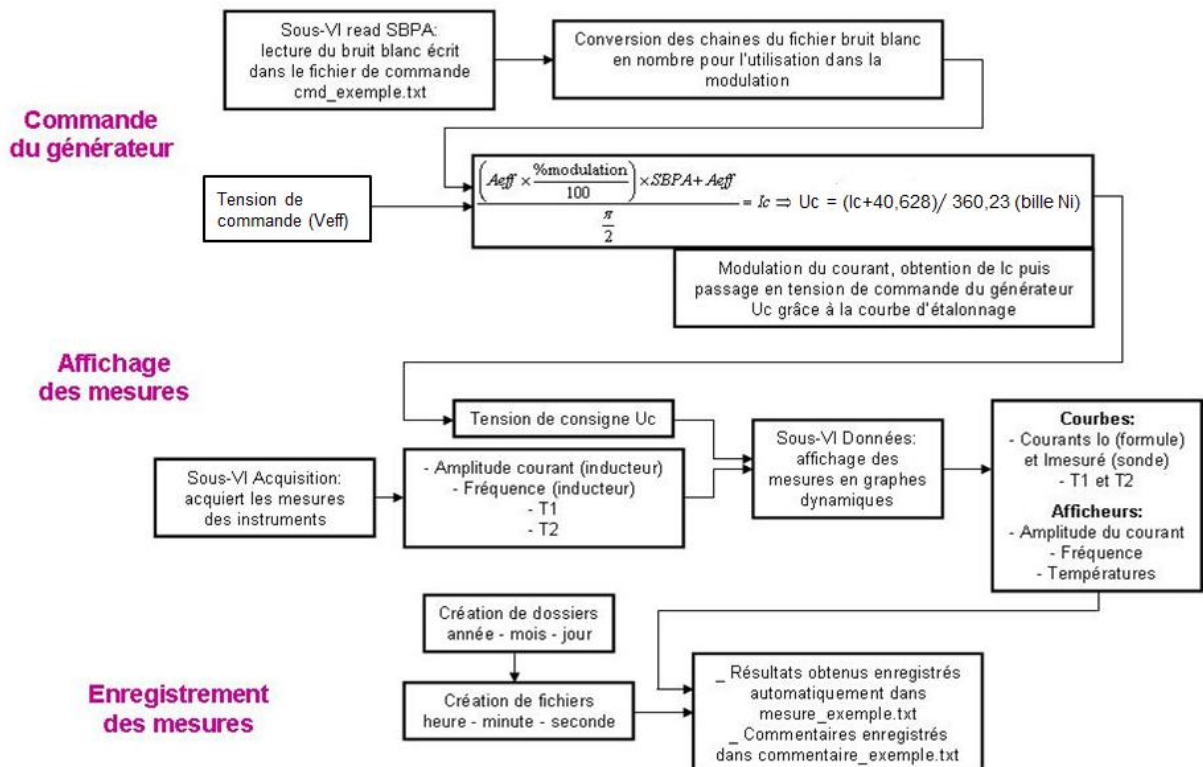 Sous-VI read SBPA:
lecture du bruit blanc écrit
dans le fichier de commande
cmd_exemple.txt
Conversion des chaines du fichier bruit blanc
en nombre pour l'utilisation dans la
modulation
Commande
du générateur
Tension de
commande (Veff)
(Aeff × %modulation / 100) × SBPA + Aeff
π / 2
= Ic ⇒ Uc = (Ic+40,628)/ 360,23 (bille Ni)
Modulation du courant, obtention de Ic puis
passage en tension de commande du générateur
Uc grâce à la courbe d'étalonnage
Affichage
des mesures
Tension de consigne Uc
Sous-VI Acquisition:
acquiert les mesures
des instruments
- Amplitude courant (inducteur)
- Fréquence (inducteur)
- T1
- T2
Sous-VI Données:
affichage des
mesures en graphes
dynamiques
Courbes:
- Courants Io (formule)
et Imesuré (sonde)
- T1 et T2
Afficheurs:
- Amplitude du courant
- Fréquence
- Températures
Enregistrement
des mesures
Création de dossiers
année - mois - jour
Création de fichiers
heure - minute - seconde
_ Résultats obtenus enregistrés
automatiquement dans
mesure_exemple.txt
_ Commentaires enregistrés
dans commentaire_exemple.txt